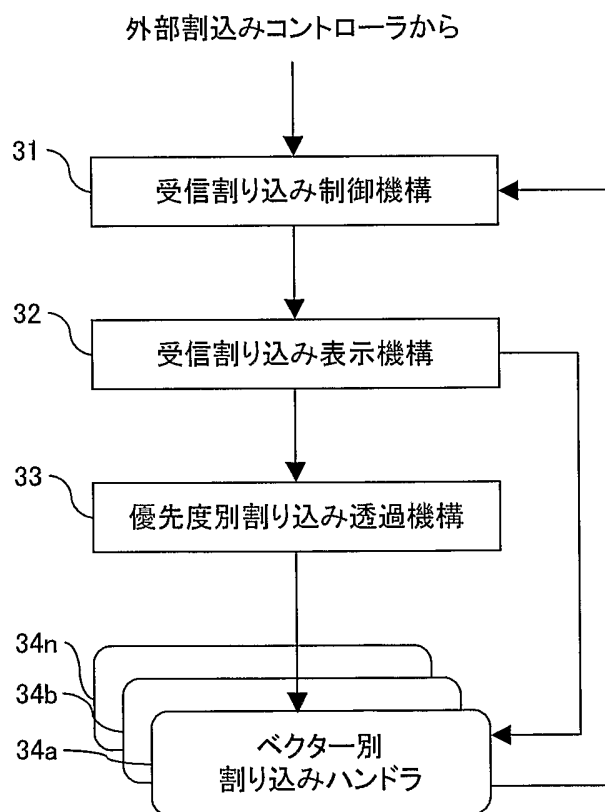 外部割込みコントローラから
31
受信割り込み制御機構
32
受信割り込み表示機構
33
優先度別割り込み透過機構
34n
34b
34a
ベクター別
割り込みハンドラ